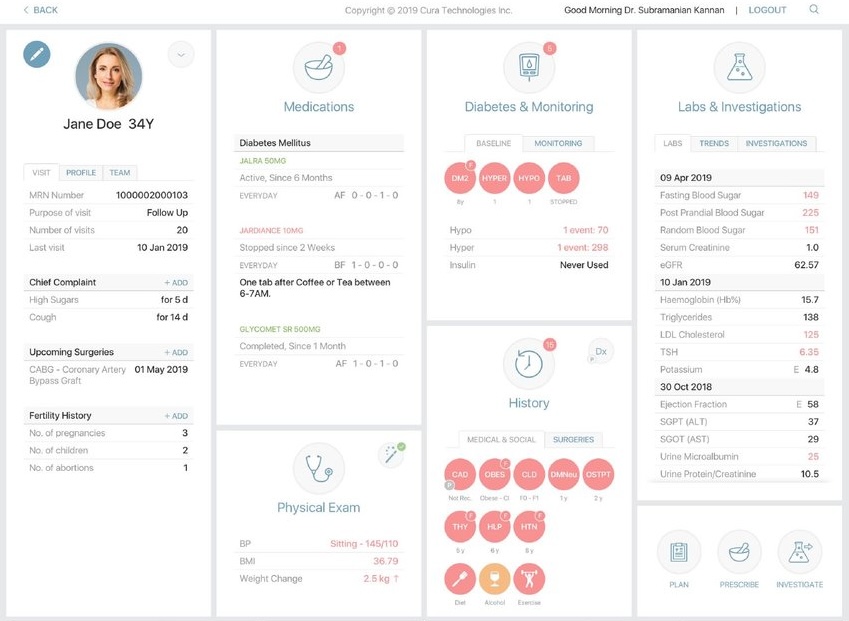 BACK
Copyright © 2019 Cura Technologies Inc.
Good Morning Dr. Subramanian Kannan | LOGOUT
Jane Doe 34Y
VISIT PROFILE TEAM
MRN Number 1000002000103
Purpose of visit Follow Up
Number of visits 20
Last visit 10 Jan 2019
Chief Complaint + ADD
High Sugars for 5 d
Cough for 14 d
Upcoming Surgeries + ADD
CABG - Coronary Artery 01 May 2019
Bypass Graft
Fertility History + ADD
No. of pregnancies 3
No. of children 2
No. of abortions 1
1
Medications
Diabetes Mellitus
JALRA 50MG
Active, Since 6 Months
EVERYDAY AF 0 - 0 - 1 - 0
JARDIANCE 10MG
Stopped since 2 Weeks
EVERYDAY BF 1 - 0 - 0 - 0
One tab after Coffee or Tea between
6-7AM.
GLYCOMET SR 500MG
Completed, Since 1 Month
EVERYDAY AF 1 - 0 - 1 - 0
Physical Exam
BP Sitting - 145/110
BMI 36.79
Weight Change 2.5 kg ↑
5
Diabetes & Monitoring
BASELINE MONITORING
F
DM2 HYPER HYPO TAB
8y 1 1 STOPPED
Hypo 1 event: 70
Hyper 1 event: 298
Insulin Never Used
15
Dx
P
History
MEDICAL & SOCIAL SURGERIES
F
CAD OBES CLD DMNeu OSTPT
P
Not Rec. Obese - Cl F0 - F1 1 y 2 y
F F F
THY HLP HTN
5 y 6 y 8 y
Diet Alcohol Exercise
Labs & Investigations
LABS TRENDS INVESTIGATIONS
09 Apr 2019
Fasting Blood Sugar 149
Post Prandial Blood Sugar 225
Random Blood Sugar 151
Serum Creatinine 1.0
eGFR 62.57
10 Jan 2019
Haemoglobin (Hb%) 15.7
Triglycerides 138
LDL Cholesterol 125
TSH 6.35
Potassium E 4.8
30 Oct 2018
Ejection Fraction E 58
SGPT (ALT) 37
SGOT (AST) 29
Urine Microalbumin 25
Urine Protein/Creatinine 10.5
PLAN PRESCRIBE INVESTIGATE